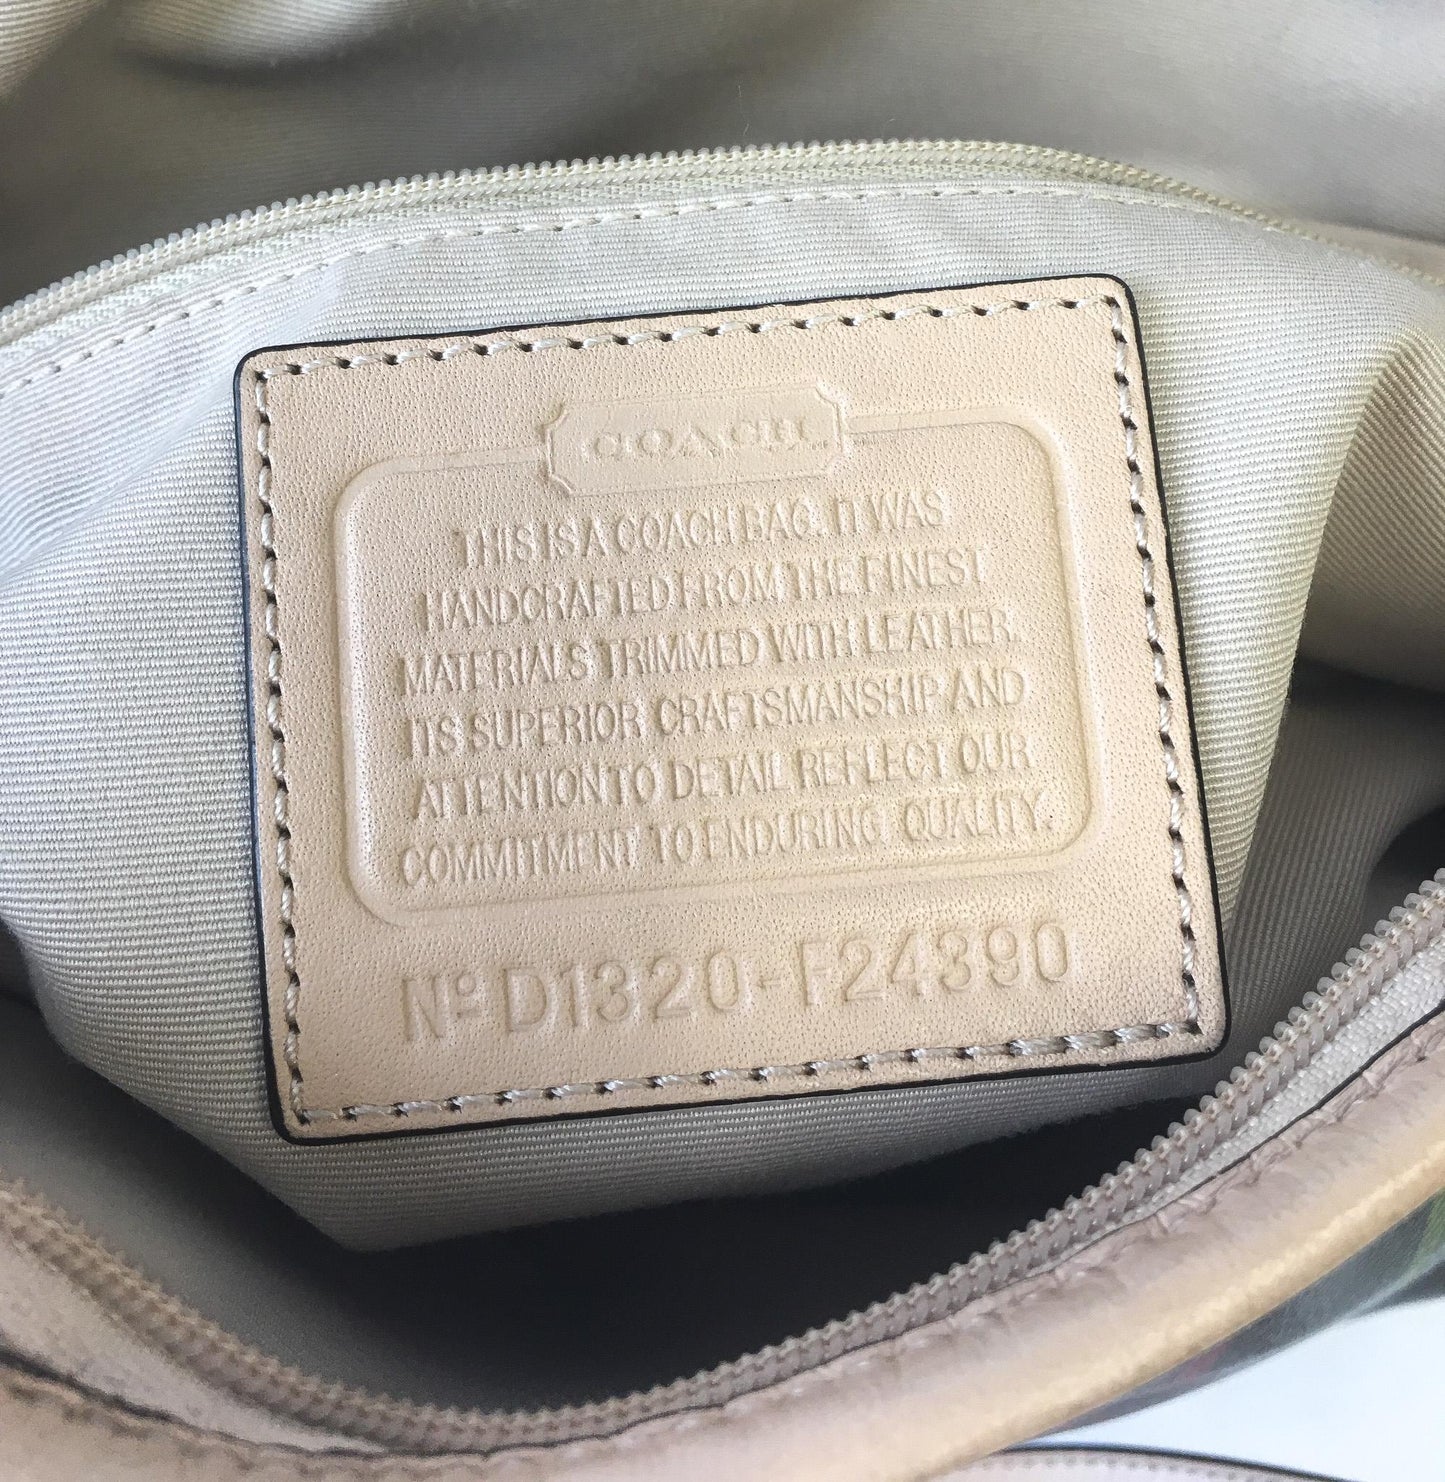 COACH
THIS IS A COACH BAG. IT WAS
HANDCRAFTED FROM THE FINEST
MATERIALS TRIMMED WITH LEATHER.
ITS SUPERIOR CRAFTSMANSHIP AND
ATTENTION TO DETAIL REFLECT OUR
COMMITMENT TO ENDURING QUALITY.
Nº D1320-F24390